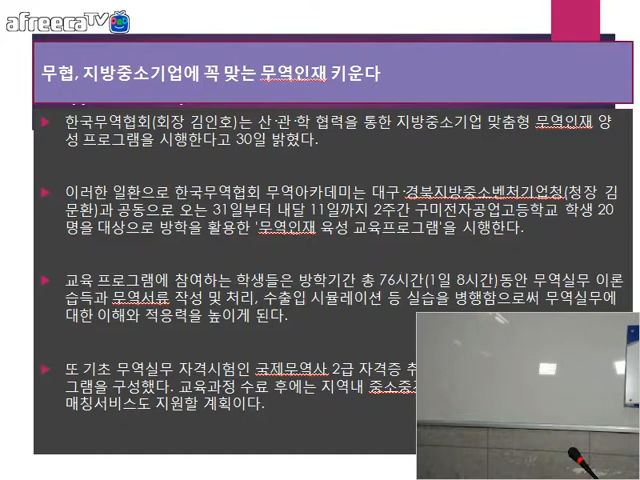 afreecaTV
무협, 지방중소기업에 꼭 맞는 무역인재 키운다
한국무역협회(회장 김인호)는 산·관·학 협력을 통한 지방중소기업 맞춤형 무역인재 양
성 프로그램을 시행한다고 30일 밝혔다.
이러한 일환으로 한국무역협회 무역아카데미는 대구·경북지방중소벤처기업청(청장 김
문환)과 공동으로 오는 31일부터 내달 11일까지 2주간 구미전자공업고등학교 학생 20
명을 대상으로 방학을 활용한 '무역인재 육성 교육프로그램'을 시행한다.
교육 프로그램에 참여하는 학생들은 방학기간 총 76시간(1일 8시간)동안 무역실무 이론
습득과 무역서류 작성 및 처리, 수출입 시뮬레이션 등 실습을 병행함으로써 무역실무에
대한 이해와 적응력을 높이게 된다.
또 기초 무역실무 자격시험인 국제무역사 2급 자격증 취
그램을 구성했다. 교육과정 수료 후에는 지역내 중소중
매칭서비스도 지원할 계획이다.